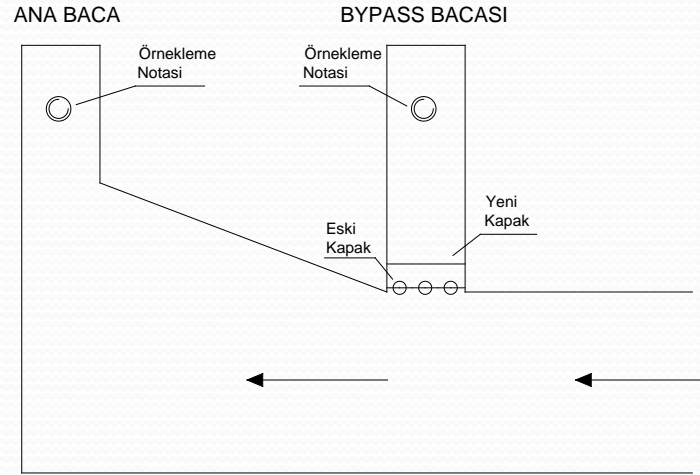 ANA BACA
BYPASS BACASI
Örnekleme
Notasi
Örnekleme
Notasi
Yeni
Kapak
Eski
Kapak